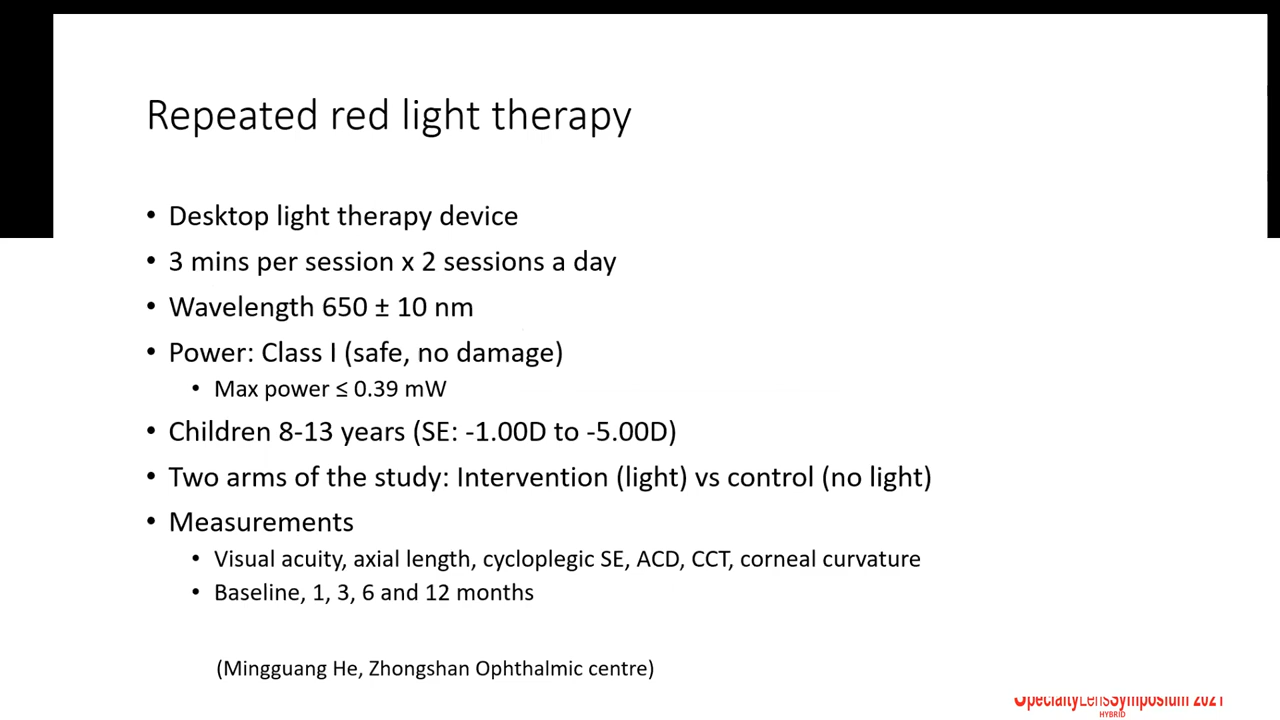 Repeated red light therapy
• Desktop light therapy device
• 3 mins per session x 2 sessions a day
• Wavelength 650 ± 10 nm
• Power: Class I (safe, no damage)
• Max power ≤ 0.39 mW
• Children 8-13 years (SE: -1.00D to -5.00D)
• Two arms of the study: Intervention (light) vs control (no light)
• Measurements
• Visual acuity, axial length, cycloplegic SE, ACD, CCT, corneal curvature
• Baseline, 1, 3, 6 and 12 months
(Mingguang He, Zhongshan Ophthalmic centre)
SpecialtyLensSymposium 2021
HYBRID